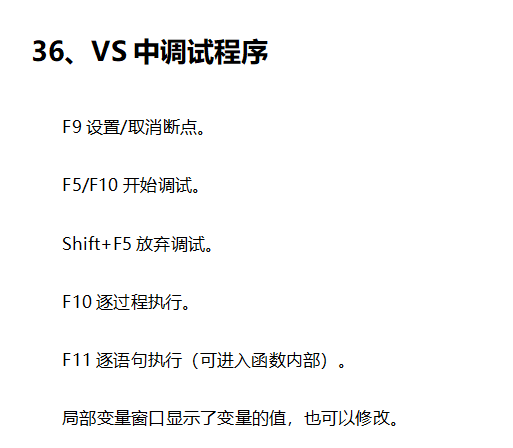 36、VS 中调试程序
F9 设置/取消断点。
F5/F10 开始调试。
Shift+F5 放弃调试。
F10 逐过程执行。
F11 逐语句执行（可进入函数内部）。
局部变量窗口显示了变量的值，也可以修改。